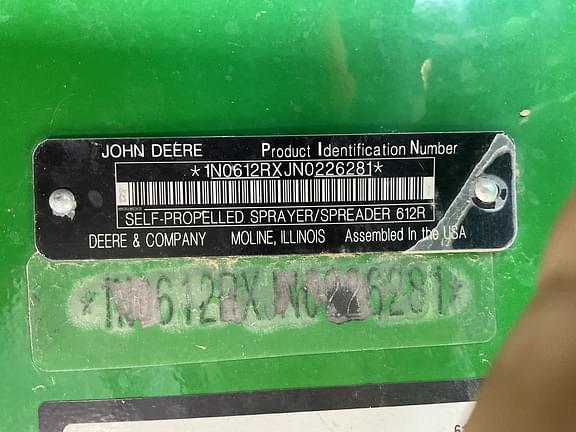 JOHN DEERE Product Identification Number
*1N0612RXJN0226281*
SELF-PROPELLED SPRAYER/SPREADER 612R
DEERE & COMPANY MOLINE, ILLINOIS Assembled In the USA
*1N0612RXJN0226281*